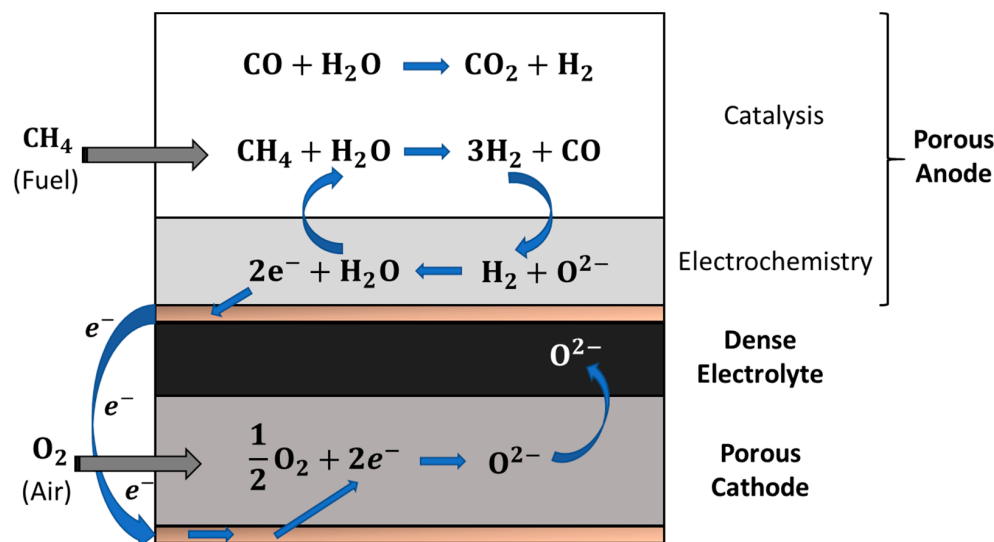 CO + H₂O → CO₂ + H₂
Catalysis
CH₄
(Fuel)
CH₄ + H₂O → 3H₂ + CO
Porous
Anode
2e⁻ + H₂O ← H₂ + O²⁻
Electrochemistry
e⁻
O²⁻
Dense
Electrolyte
e⁻
O₂
(Air)
½O₂ + 2e⁻ → O²⁻
Porous
Cathode
e⁻